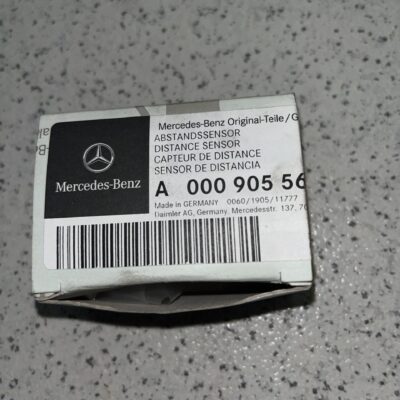 Mercedes-Benz Original-Teile/G
ABSTANDSSENSOR
DISTANCE SENSOR
CAPTEUR DE DISTANCE
SENSOR DE DISTANCIA
Mercedes-Benz
A 000 905 56
Made in GERMANY 0060/1905/11777
Daimler AG, Germany Mercedesstr. 137, 70